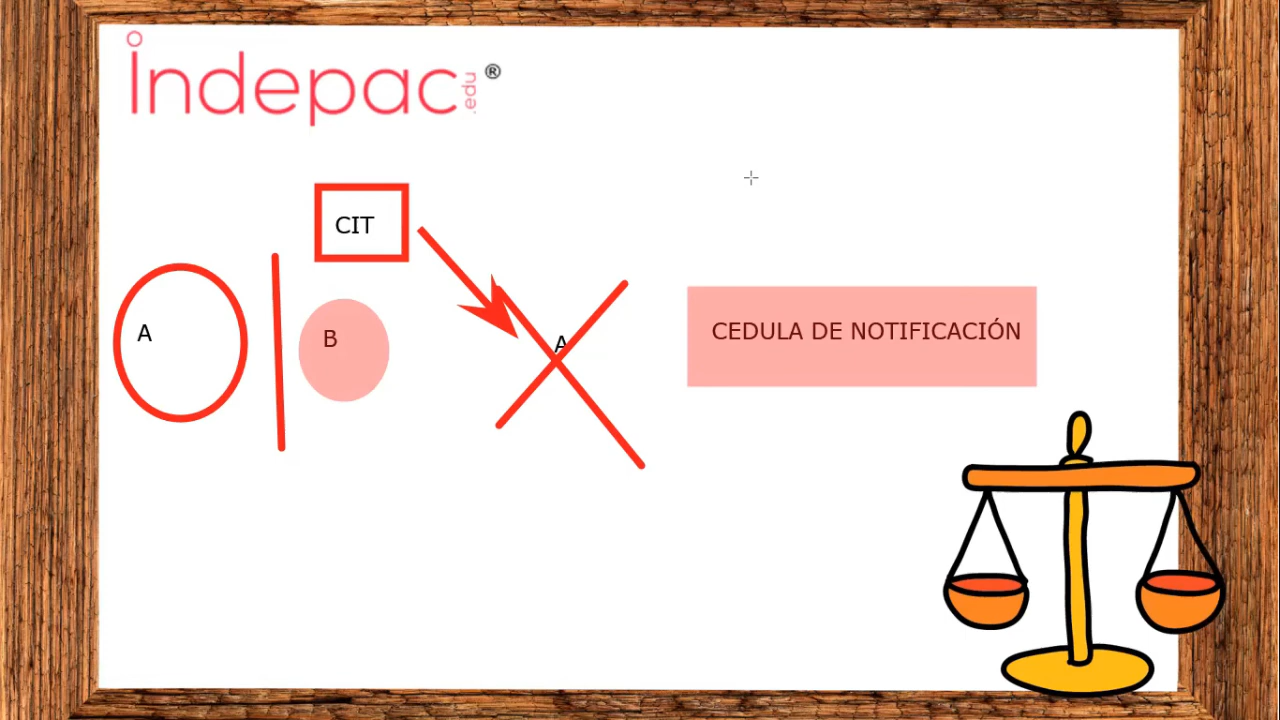 indepac.edu®
CIT
A
B
A
CEDULA DE NOTIFICACIÓN